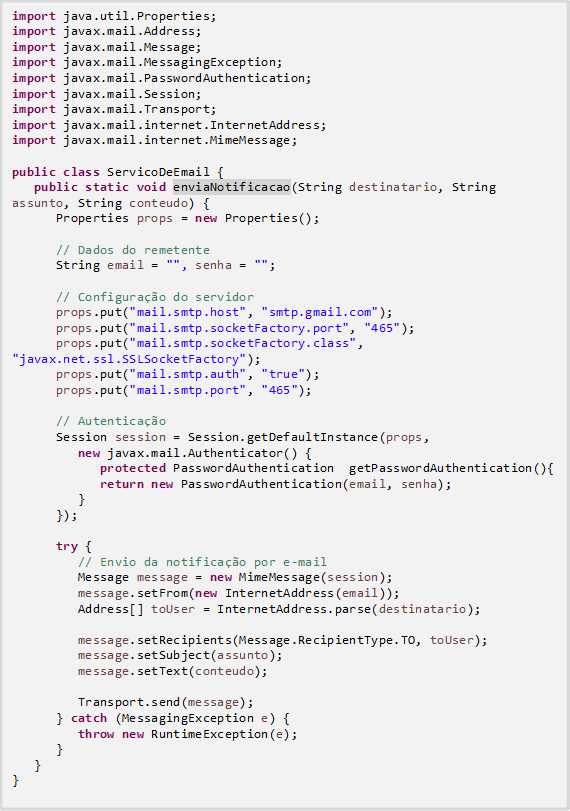 import java.util.Properties;
import javax.mail.Address;
import javax.mail.Message;
import javax.mail.MessagingException;
import javax.mail.PasswordAuthentication;
import javax.mail.Session;
import javax.mail.Transport;
import javax.mail.internet.InternetAddress;
import javax.mail.internet.MimeMessage;

public class ServicoDeEmail {
   public static void enviaNotificacao(String destinatario, String
assunto, String conteudo) {
      Properties props = new Properties();

      // Dados do remetente
      String email = "", senha = "";

      // Configuração do servidor
      props.put("mail.smtp.host", "smtp.gmail.com");
      props.put("mail.smtp.socketFactory.port", "465");
      props.put("mail.smtp.socketFactory.class",
"javax.net.ssl.SSLSocketFactory");
      props.put("mail.smtp.auth", "true");
      props.put("mail.smtp.port", "465");

      // Autenticação
      Session session = Session.getDefaultInstance(props,
         new javax.mail.Authenticator() {
            protected PasswordAuthentication  getPasswordAuthentication(){
            return new PasswordAuthentication(email, senha);
         }
      });

      try {
         // Envio da notificação por e-mail
         Message message = new MimeMessage(session);
         message.setFrom(new InternetAddress(email));
         Address[] toUser = InternetAddress.parse(destinatario);

         message.setRecipients(Message.RecipientType.TO, toUser);
         message.setSubject(assunto);
         message.setText(conteudo);

         Transport.send(message);
      } catch (MessagingException e) {
         throw new RuntimeException(e);
      }
   }
}